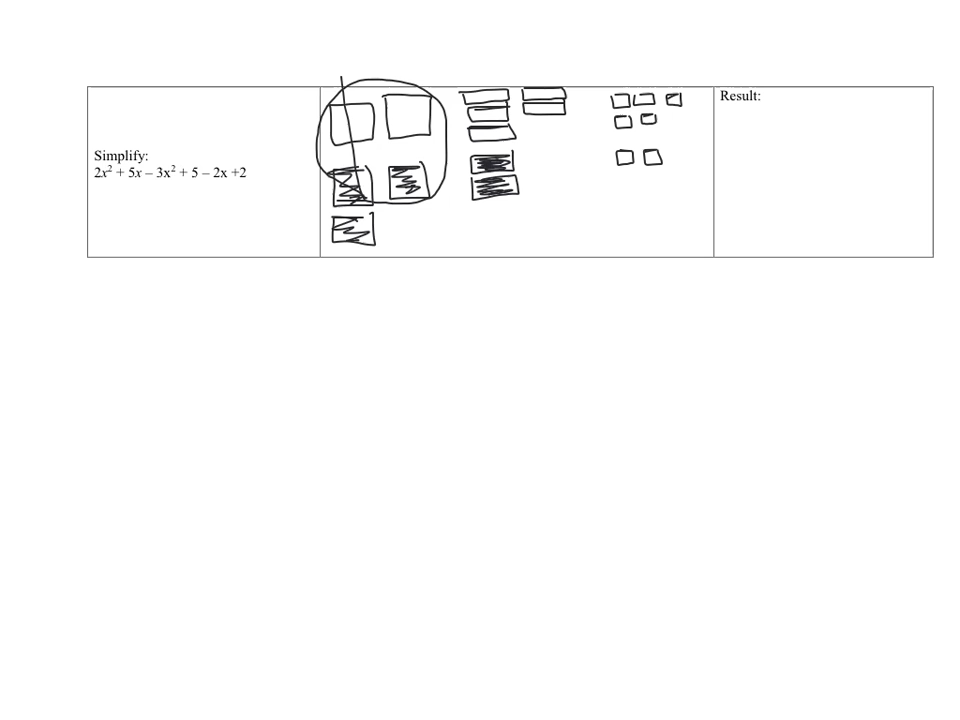 Simplify:
2x² + 5x – 3x² + 5 – 2x +2
Result: